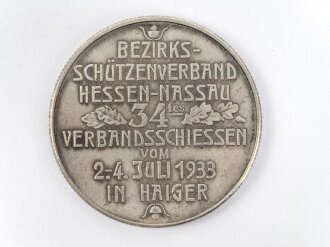 BEZIRKS-
SCHÜTZENVERBAND
HESSEN-NASSAU
34tes
VERBANDSSCHIESSEN
VOM
2.-4. JULI 1933
IN HAIGER